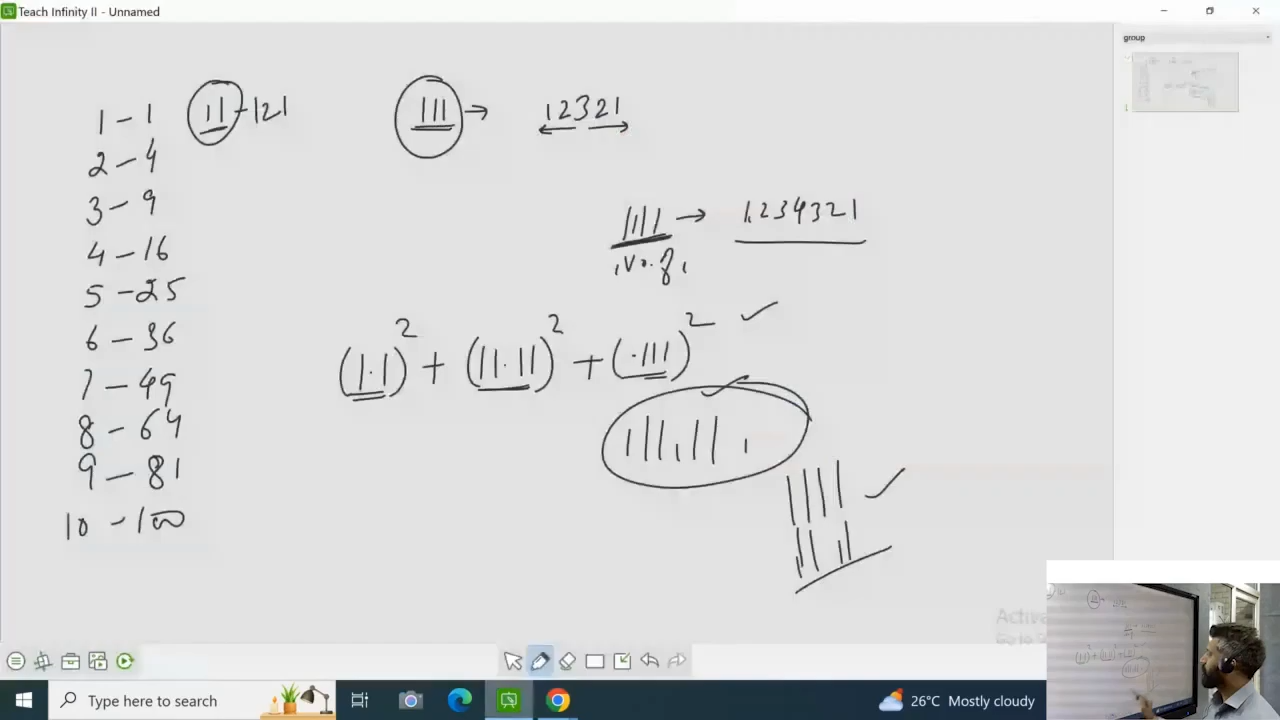 Teach Infinity II - Unnamed
group
1 - 1
11 - 121
111 → 12321
2 - 4
3 - 9
1111 → 1234321
4 - 16
5 - 25
6 - 36
(1.1)² + (11.11)² + (.111)² ✓
7 - 49
8 - 64
9 - 81
10 - 100
26°C Mostly cloudy
Type here to search